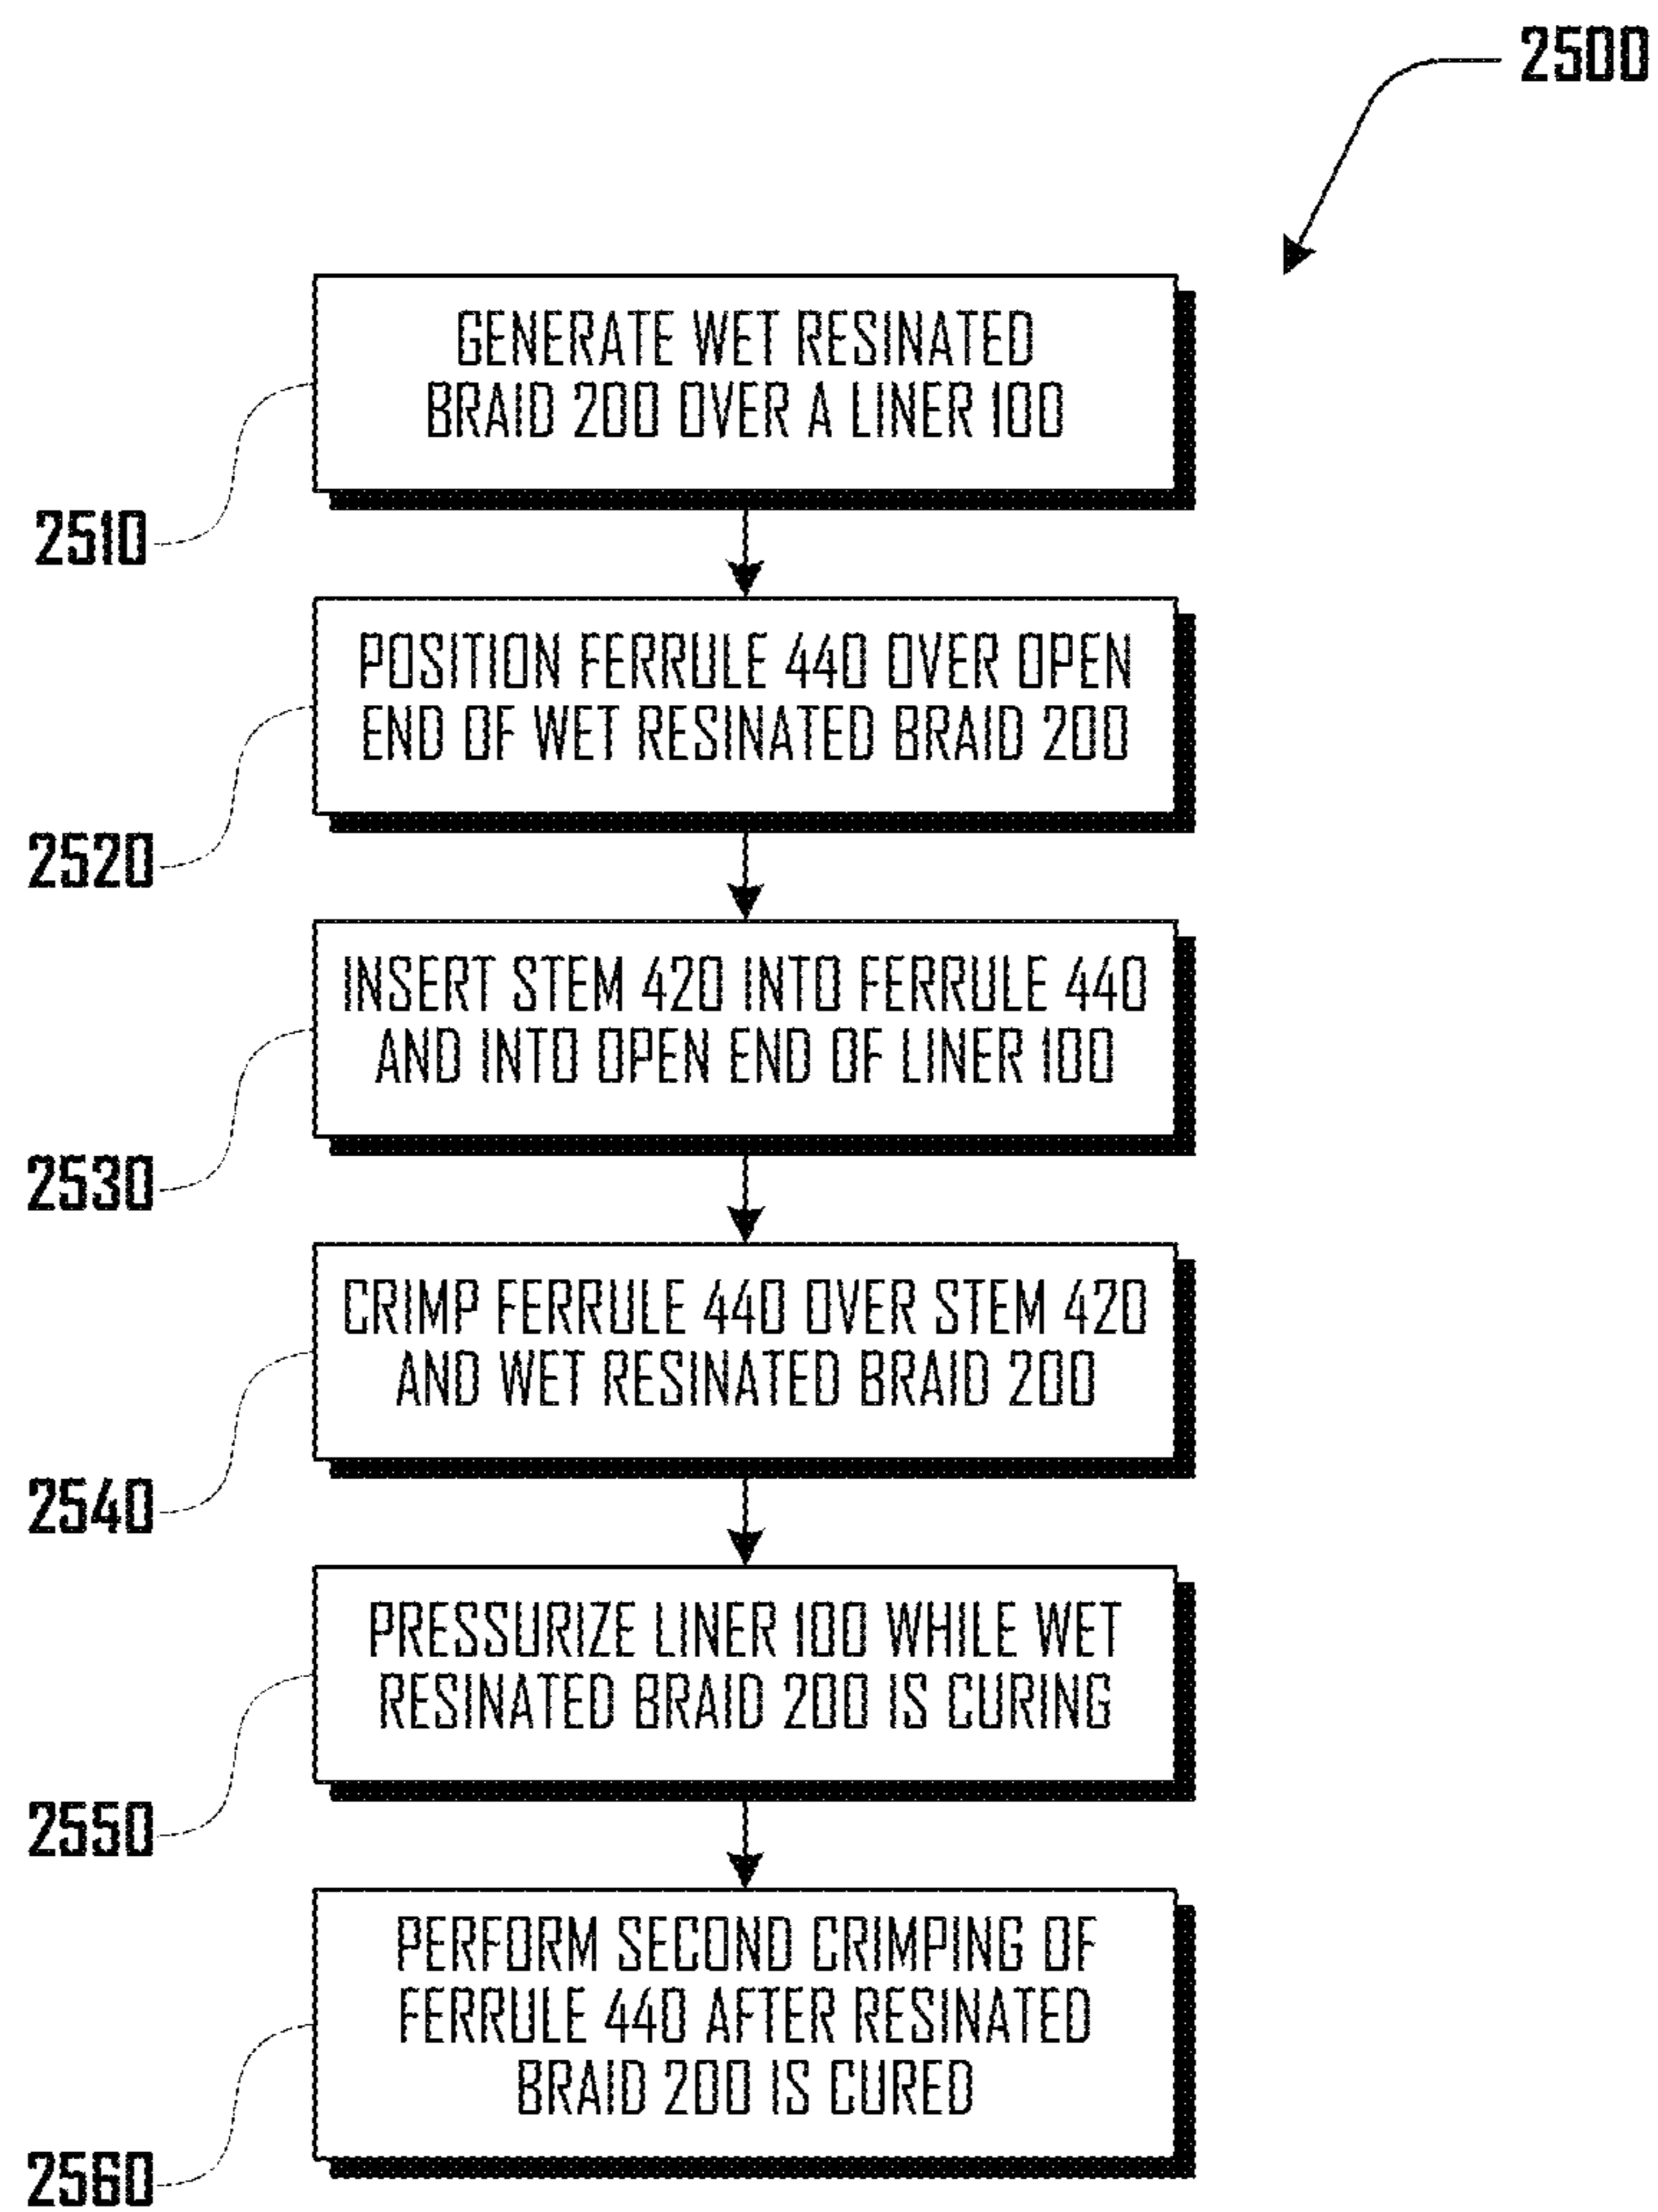 2500
GENERATE WET RESINATED
BRAID 200 OVER A LINER 100
2510
POSITION FERRULE 440 OVER OPEN
END OF WET RESINATED BRAID 200
2520
INSERT STEM 420 INTO FERRULE 440
AND INTO OPEN END OF LINER 100
2530
CRIMP FERRULE 440 OVER STEM 420
AND WET RESINATED BRAID 200
2540
PRESSURIZE LINER 100 WHILE WET
RESINATED BRAID 200 IS CURING
2550
PERFORM SECOND CRIMPING OF
FERRULE 440 AFTER RESINATED
BRAID 200 IS CURED
2560